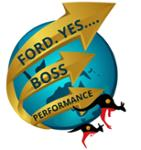 FORD. YES....
BOSS
PERFORMANCE